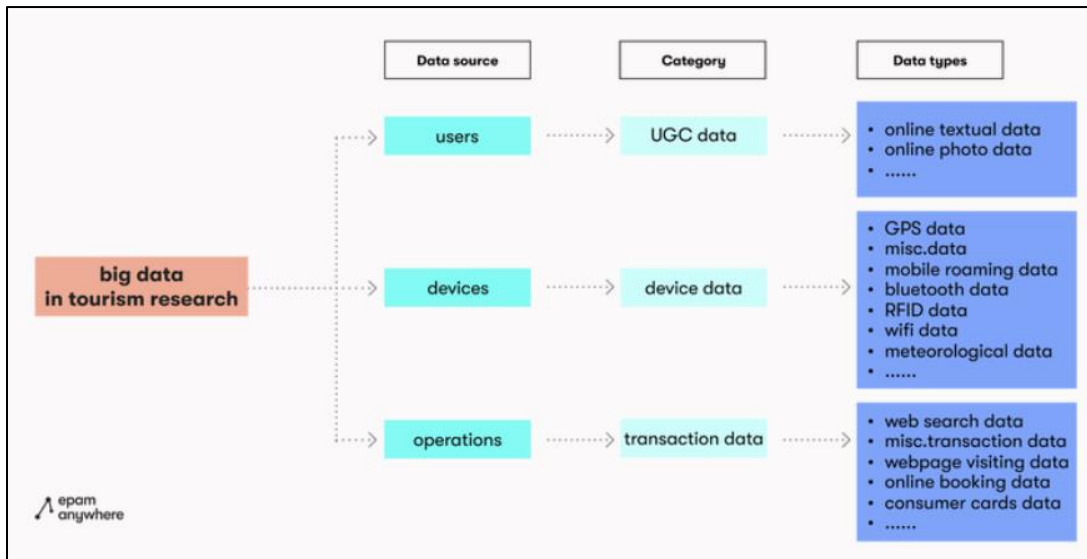 Data source
Category
Data types
users
UGC data
• online textual data
• online photo data
• ......
big data
in tourism research
devices
device data
• GPS data
• misc.data
• mobile roaming data
• bluetooth data
• RFID data
• wifi data
• meteorological data
• ......
operations
transaction data
• web search data
• misc.transaction data
• webpage visiting data
• online booking data
• consumer cards data
• ......
epam
anywhere